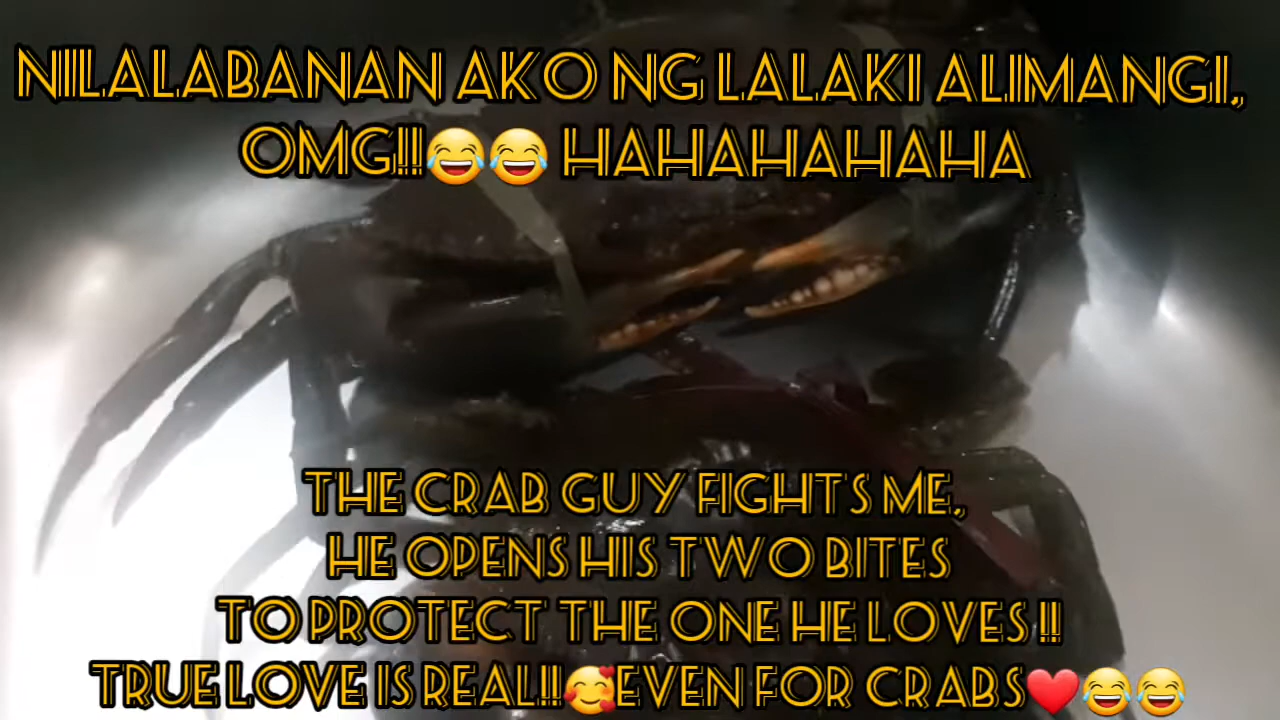 NILALABANAN AKO NG LALAKI ALIMANGI,
OMG!!😂😂 HAHAHAHAHA
THE CRAB GUY FIGHTS ME,
HE OPENS HIS TWO BITES
TO PROTECT THE ONE HE LOVES !!
TRUE LOVE IS REAL!!🥰EVEN FOR CRABS❤️😂😂